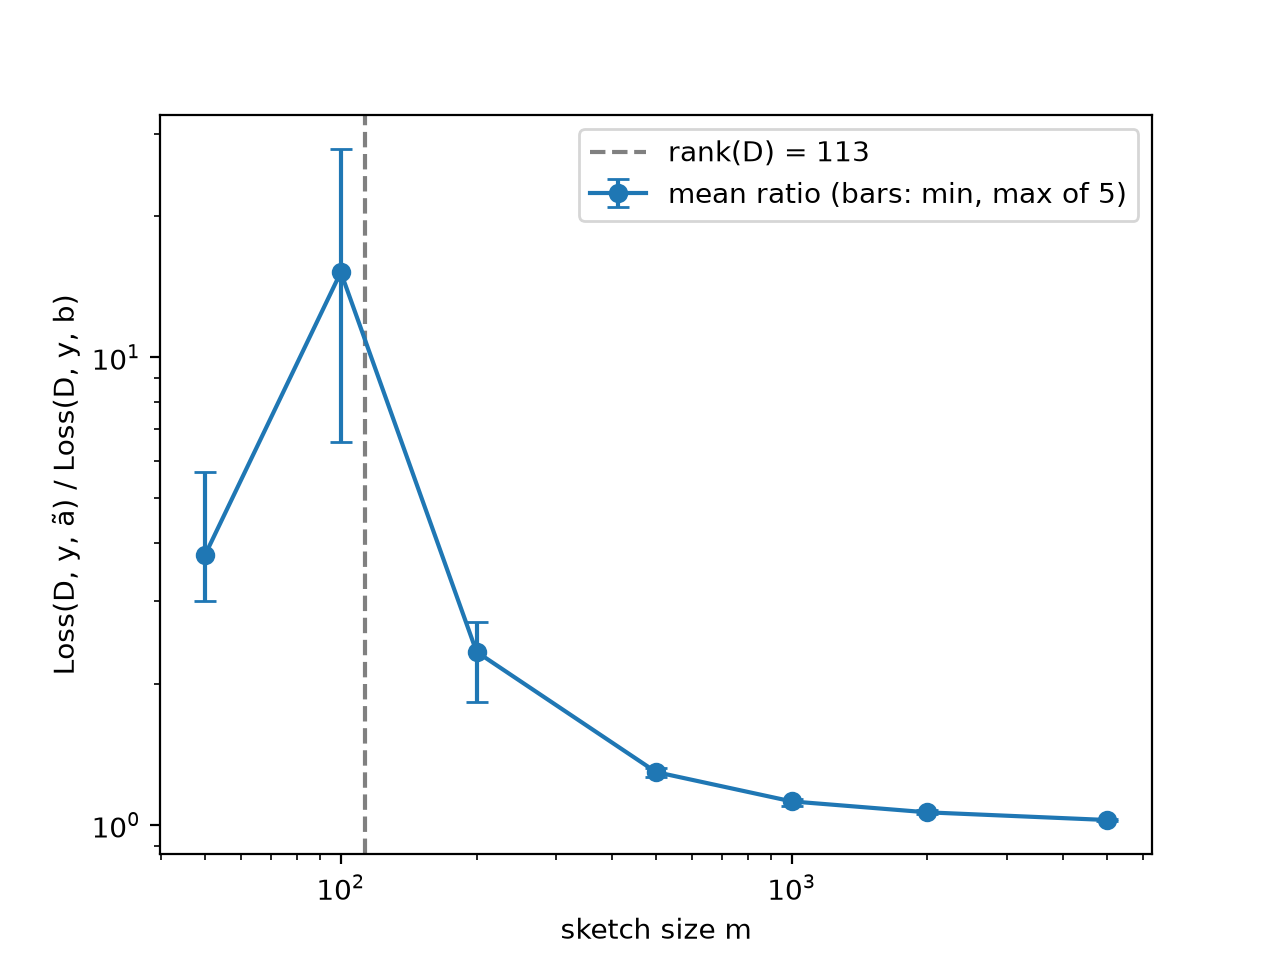 rank(D) = 113
mean ratio (bars: min, max of 5)
Loss(D, y, ã) / Loss(D, y, b)
10¹
10⁰
10²
10³
sketch size m